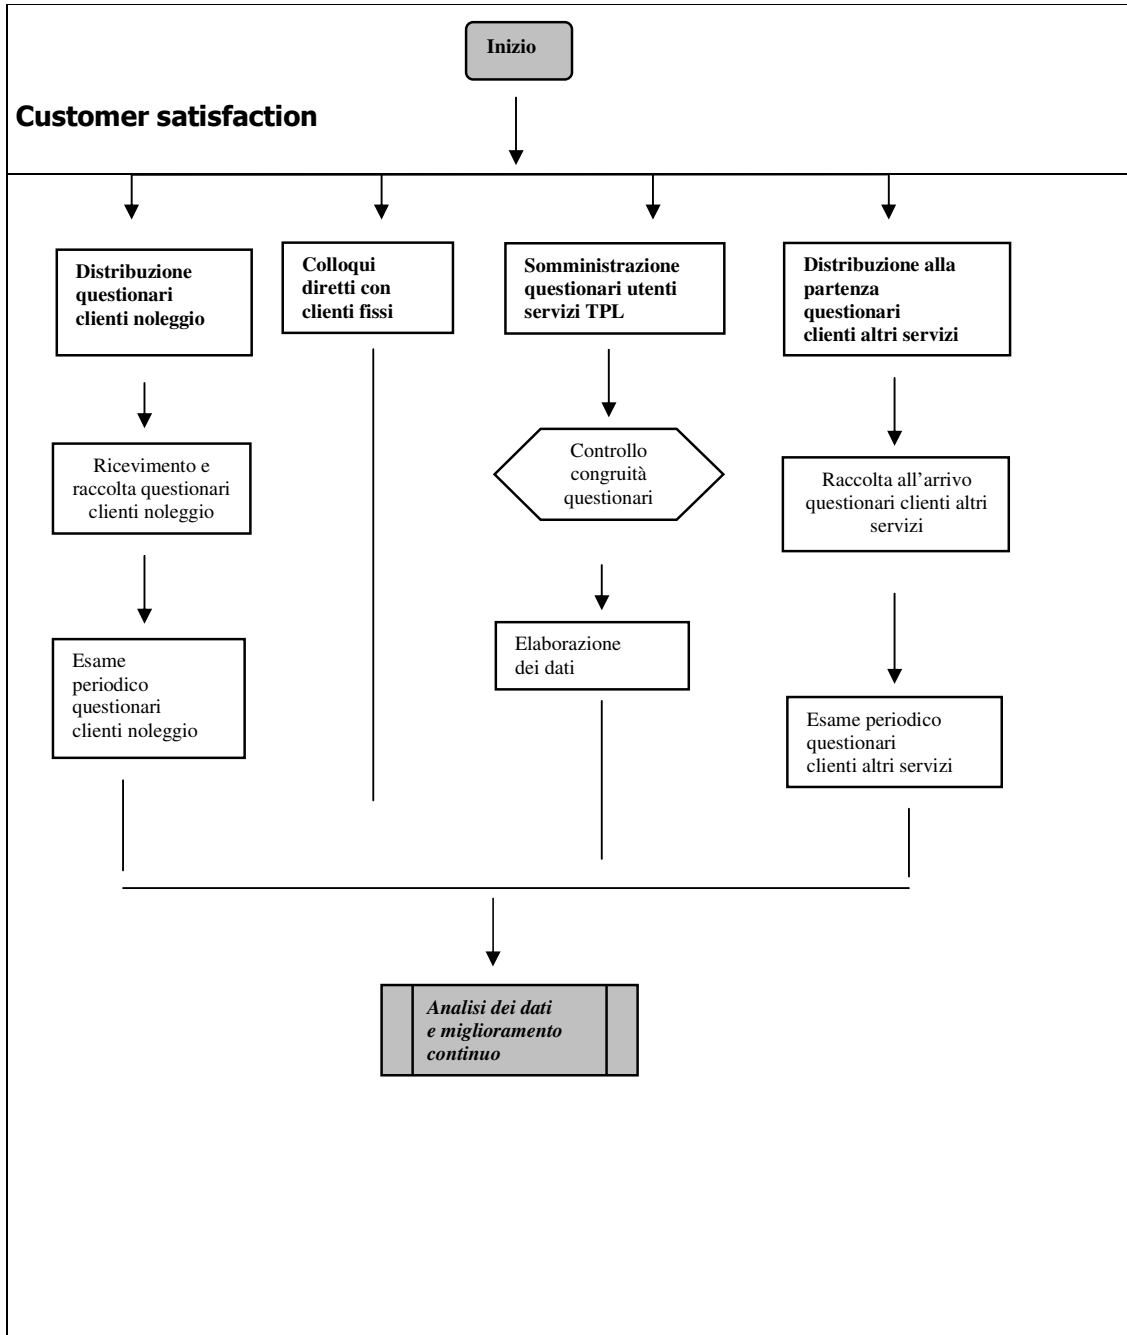 Inizio
Customer satisfaction
Distribuzione
questionari
clienti noleggio
Colloqui
diretti con
clienti fissi
Somministrazione
questionari utenti
servizi TPL
Distribuzione alla
partenza
questionari
clienti altri servizi
Ricevimento e
raccolta questionari
clienti noleggio
Controllo
congruità
questionari
Raccolta all’arrivo
questionari clienti altri
servizi
Esame
periodico
questionari
clienti noleggio
Elaborazione
dei dati
Esame periodico
questionari
clienti altri servizi
Analisi dei dati
e miglioramento
continuo